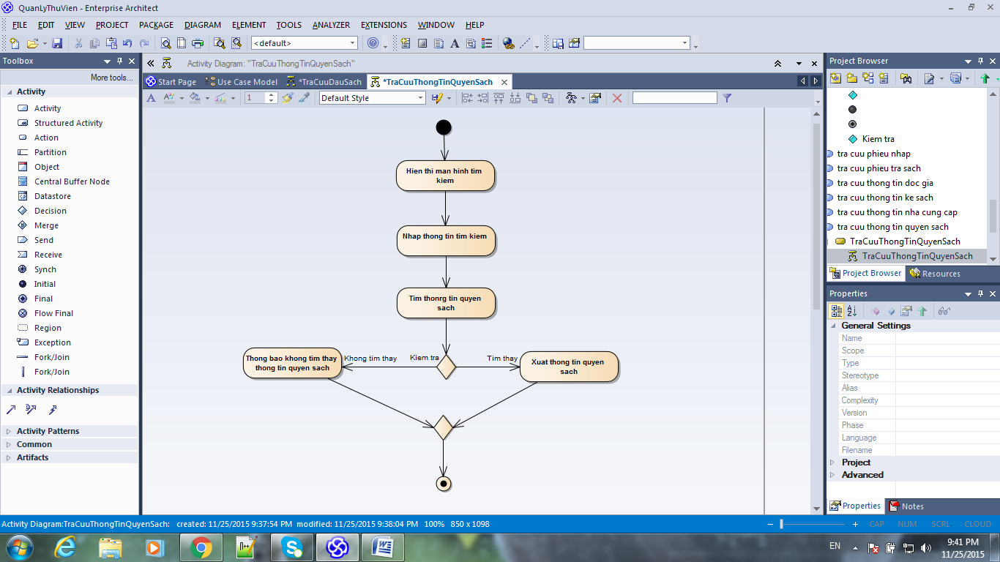 QuanLyThuVien - Enterprise Architect
FILE EDIT VIEW PROJECT PACKAGE DIAGRAM ELEMENT TOOLS ANALYZER EXTENSIONS WINDOW HELP
<default>
Toolbox
More tools...
Activity
Activity
Structured Activity
Action
Partition
Object
Central Buffer Node
Datastore
Decision
Merge
Send
Receive
Synch
Initial
Final
Flow Final
Region
Exception
Fork/Join
Fork/Join
Activity Relationships
Activity Patterns
Common
Artifacts
Activity Diagram: "TraCuuThongTinQuyenSach"
Start Page Use Case Model *TraCuuDauSach *TraCuuThongTinQuyenSach
1 Default Style
Hien thi man hinh tim
kiem
Nhap thong tin tim kiem
Tim thonrg tin quyen
sach
Thong bao khong tim thay
thong tin quyen sach
Khong tim thay
Kiem tra
Tim thay
Xuat thong tin quyen
sach
Project Browser
Kiem tra
tra cuu phieu nhap
tra cuu phieu tra sach
tra cuu thong tin doc gia
tra cuu thong tin ke sach
tra cuu thong tin nha cung cap
tra cuu thong tin quyen sach
TraCuuThongTinQuyenSach
TraCuuThongTinQuyenSach
Project Browser Resources
Properties
General Settings
Name
Scope
Type
Stereotype
Alias
Complexity
Version
Phase
Language
Filename
Project
Advanced
Properties Notes
Activity Diagram:TraCuuThongTinQuyenSach: created: 11/25/2015 9:37:54 PM modified: 11/25/2015 9:38:04 PM 100% 850 x 1098
CAP NUM SCRL CLOUD
EN
9:41 PM
11/25/2015